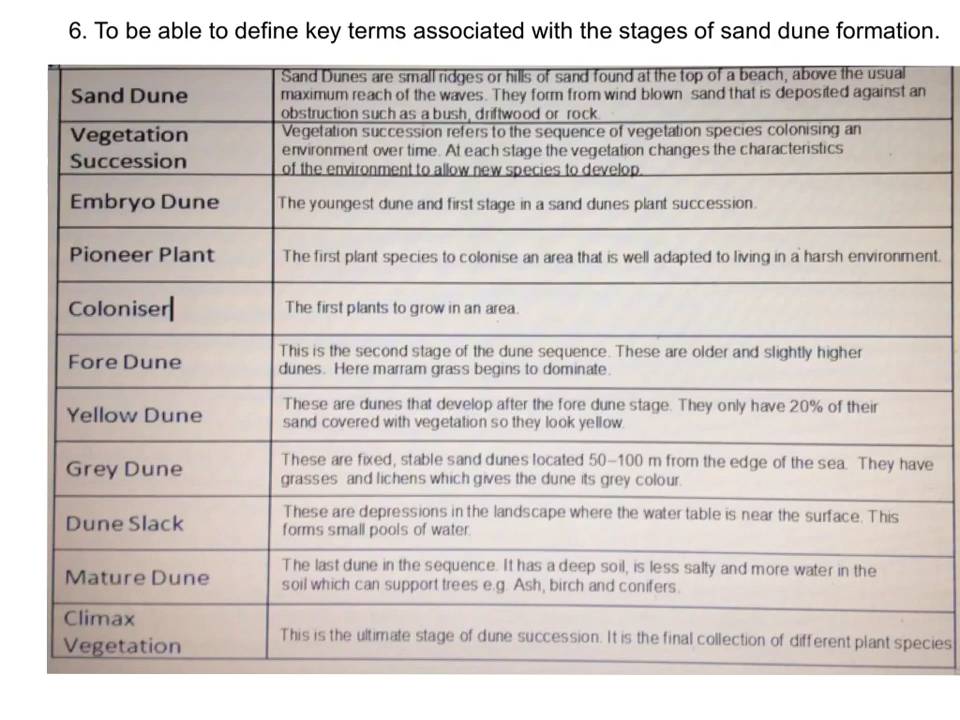 6. To be able to define key terms associated with the stages of sand dune formation.
Sand Dune
Sand Dunes are small ridges or hills of sand found at the top of a beach, above the usual
maximum reach of the waves. They form from wind blown sand that is deposited against an
obstruction such as a bush, driftwood or rock.
Vegetation
Succession
Vegetation succession refers to the sequence of vegetation species colonising an
environment over time. At each stage the vegetation changes the characteristics
of the environment to allow new species to develop.
Embryo Dune
The youngest dune and first stage in a sand dunes plant succession.
Pioneer Plant
The first plant species to colonise an area that is well adapted to living in a harsh environment.
Coloniser
The first plants to grow in an area.
Fore Dune
This is the second stage of the dune sequence. These are older and slightly higher
dunes. Here marram grass begins to dominate.
Yellow Dune
These are dunes that develop after the fore dune stage. They only have 20% of their
sand covered with vegetation so they look yellow.
Grey Dune
These are fixed, stable sand dunes located 50–100 m from the edge of the sea. They have
grasses and lichens which gives the dune its grey colour.
Dune Slack
These are depressions in the landscape where the water table is near the surface. This
forms small pools of water.
Mature Dune
The last dune in the sequence. It has a deep soil, is less salty and more water in the
soil which can support trees e.g. Ash, birch and conifers.
Climax
Vegetation
This is the ultimate stage of dune succession. It is the final collection of different plant species